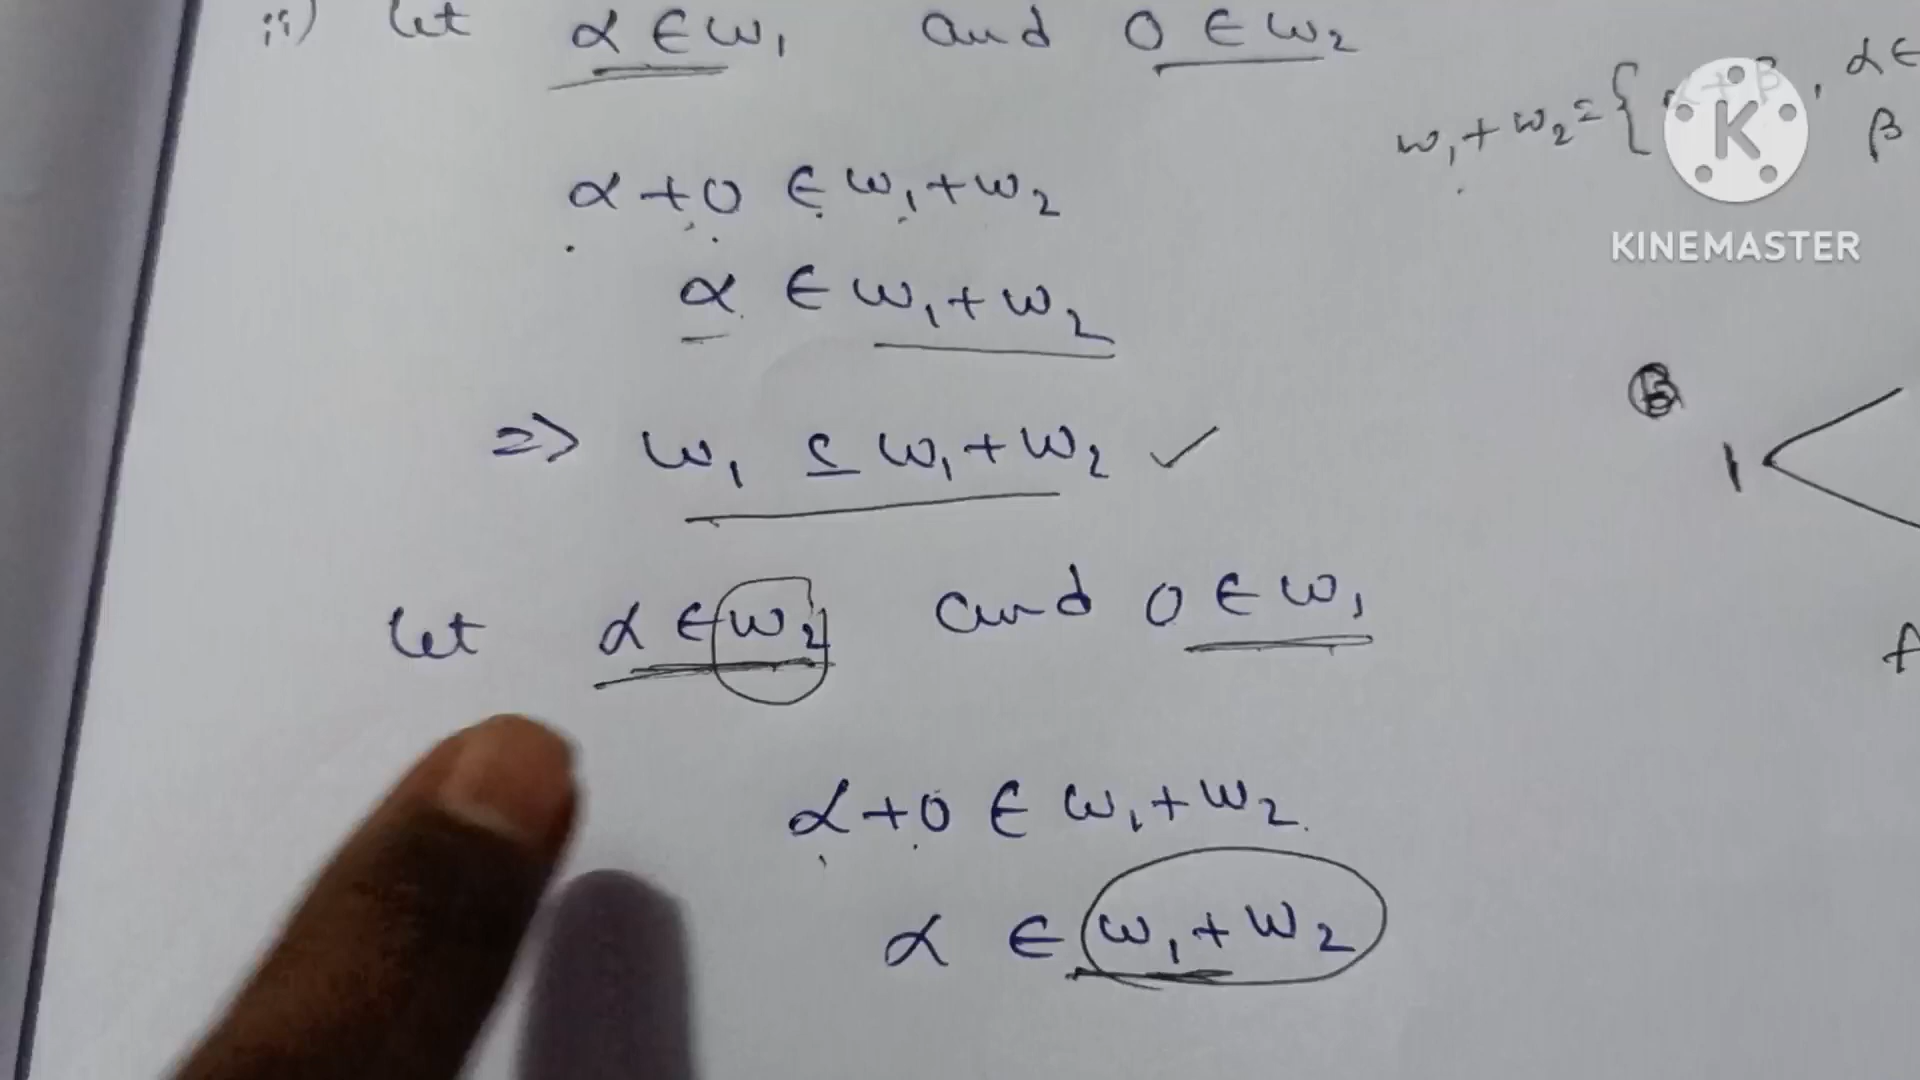 ii) let α ∈ w₁ and 0 ∈ w₂
α + 0 ∈ w₁ + w₂
α ∈ w₁ + w₂
⇒ w₁ ⊆ w₁ + w₂ ✓
let α ∈ w₂ and 0 ∈ w₁
α + 0 ∈ w₁ + w₂
α ∈ w₁ + w₂
w₁ + w₂ = { α + β , α ∈
β
K
KINEMASTER
B
1